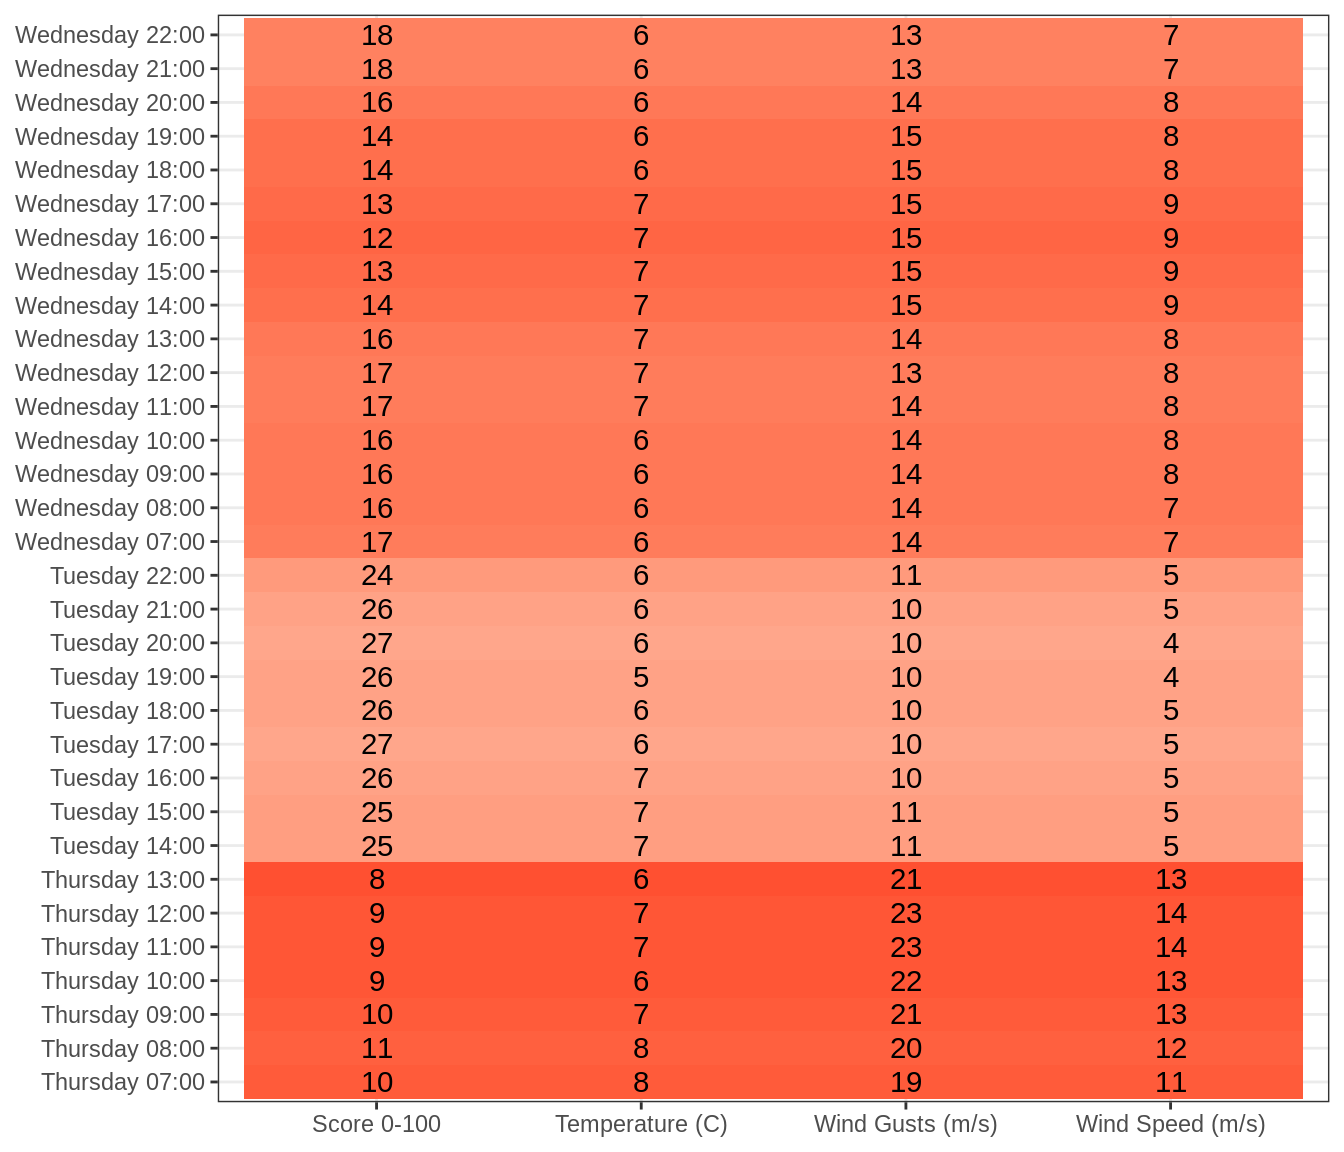 Wednesday 22:00 18 6 13 7
Wednesday 21:00 18 6 13 7
Wednesday 20:00 16 6 14 8
Wednesday 19:00 14 6 15 8
Wednesday 18:00 14 6 15 8
Wednesday 17:00 13 7 15 9
Wednesday 16:00 12 7 15 9
Wednesday 15:00 13 7 15 9
Wednesday 14:00 14 7 15 9
Wednesday 13:00 16 7 14 8
Wednesday 12:00 17 7 13 8
Wednesday 11:00 17 7 14 8
Wednesday 10:00 16 6 14 8
Wednesday 09:00 16 6 14 8
Wednesday 08:00 16 6 14 7
Wednesday 07:00 17 6 14 7
Tuesday 22:00 24 6 11 5
Tuesday 21:00 26 6 10 5
Tuesday 20:00 27 6 10 4
Tuesday 19:00 26 5 10 4
Tuesday 18:00 26 6 10 5
Tuesday 17:00 27 6 10 5
Tuesday 16:00 26 7 10 5
Tuesday 15:00 25 7 11 5
Tuesday 14:00 25 7 11 5
Thursday 13:00 8 6 21 13
Thursday 12:00 9 7 23 14
Thursday 11:00 9 7 23 14
Thursday 10:00 9 6 22 13
Thursday 09:00 10 7 21 13
Thursday 08:00 11 8 20 12
Thursday 07:00 10 8 19 11
Score 0-100 Temperature (C) Wind Gusts (m/s) Wind Speed (m/s)